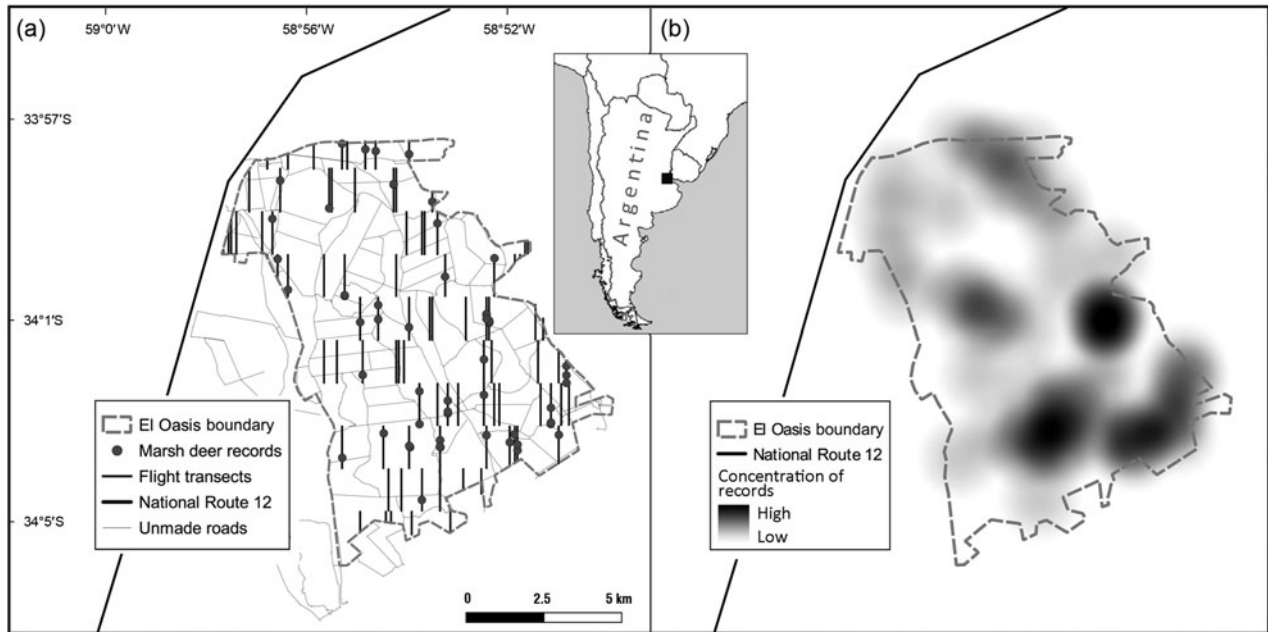 (a)
59°0′W
58°56′W
58°52′W
(b)
33°57′S
34°1′S
34°5′S
Argentina
El Oasis boundary
Marsh deer records
Flight transects
National Route 12
Unmade roads
0 2.5 5 km
El Oasis boundary
National Route 12
Concentration of
records
High
Low